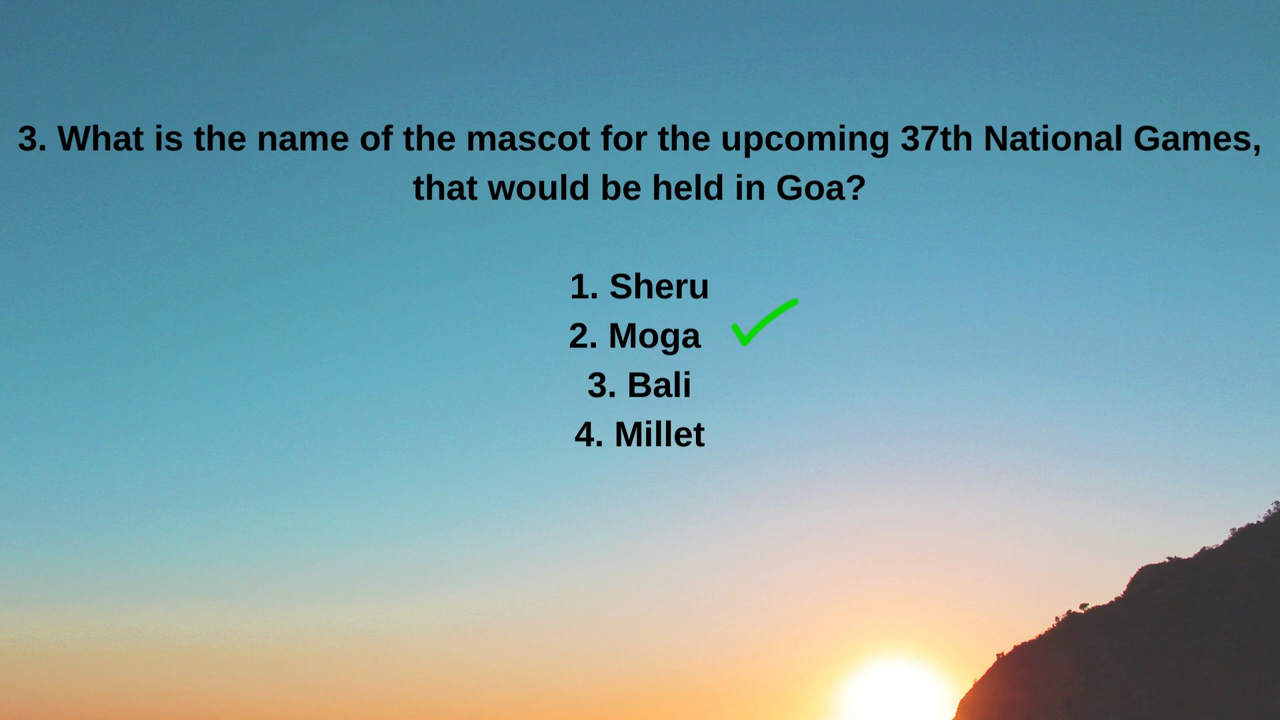 3. What is the name of the mascot for the upcoming 37th National Games,
that would be held in Goa?
1. Sheru
2. Moga
3. Bali
4. Millet